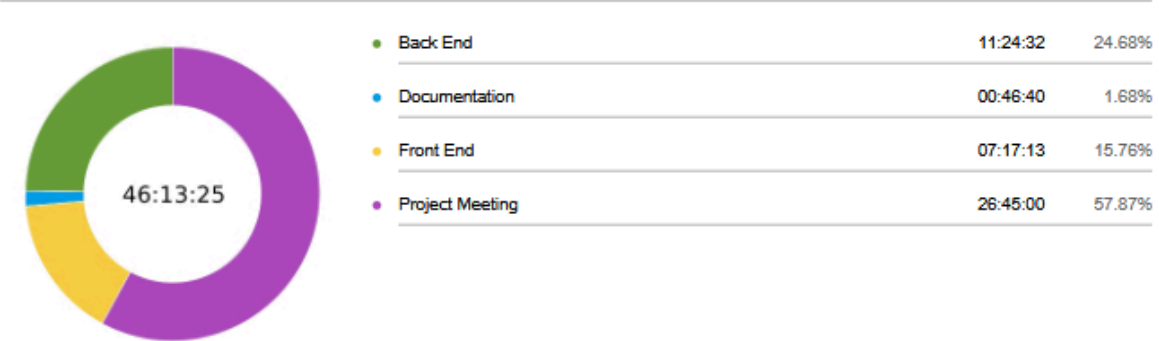 Back End 11:24:32 24.68%
Documentation 00:46:40 1.68%
Front End 07:17:13 15.76%
Project Meeting 26:45:00 57.87%
46:13:25